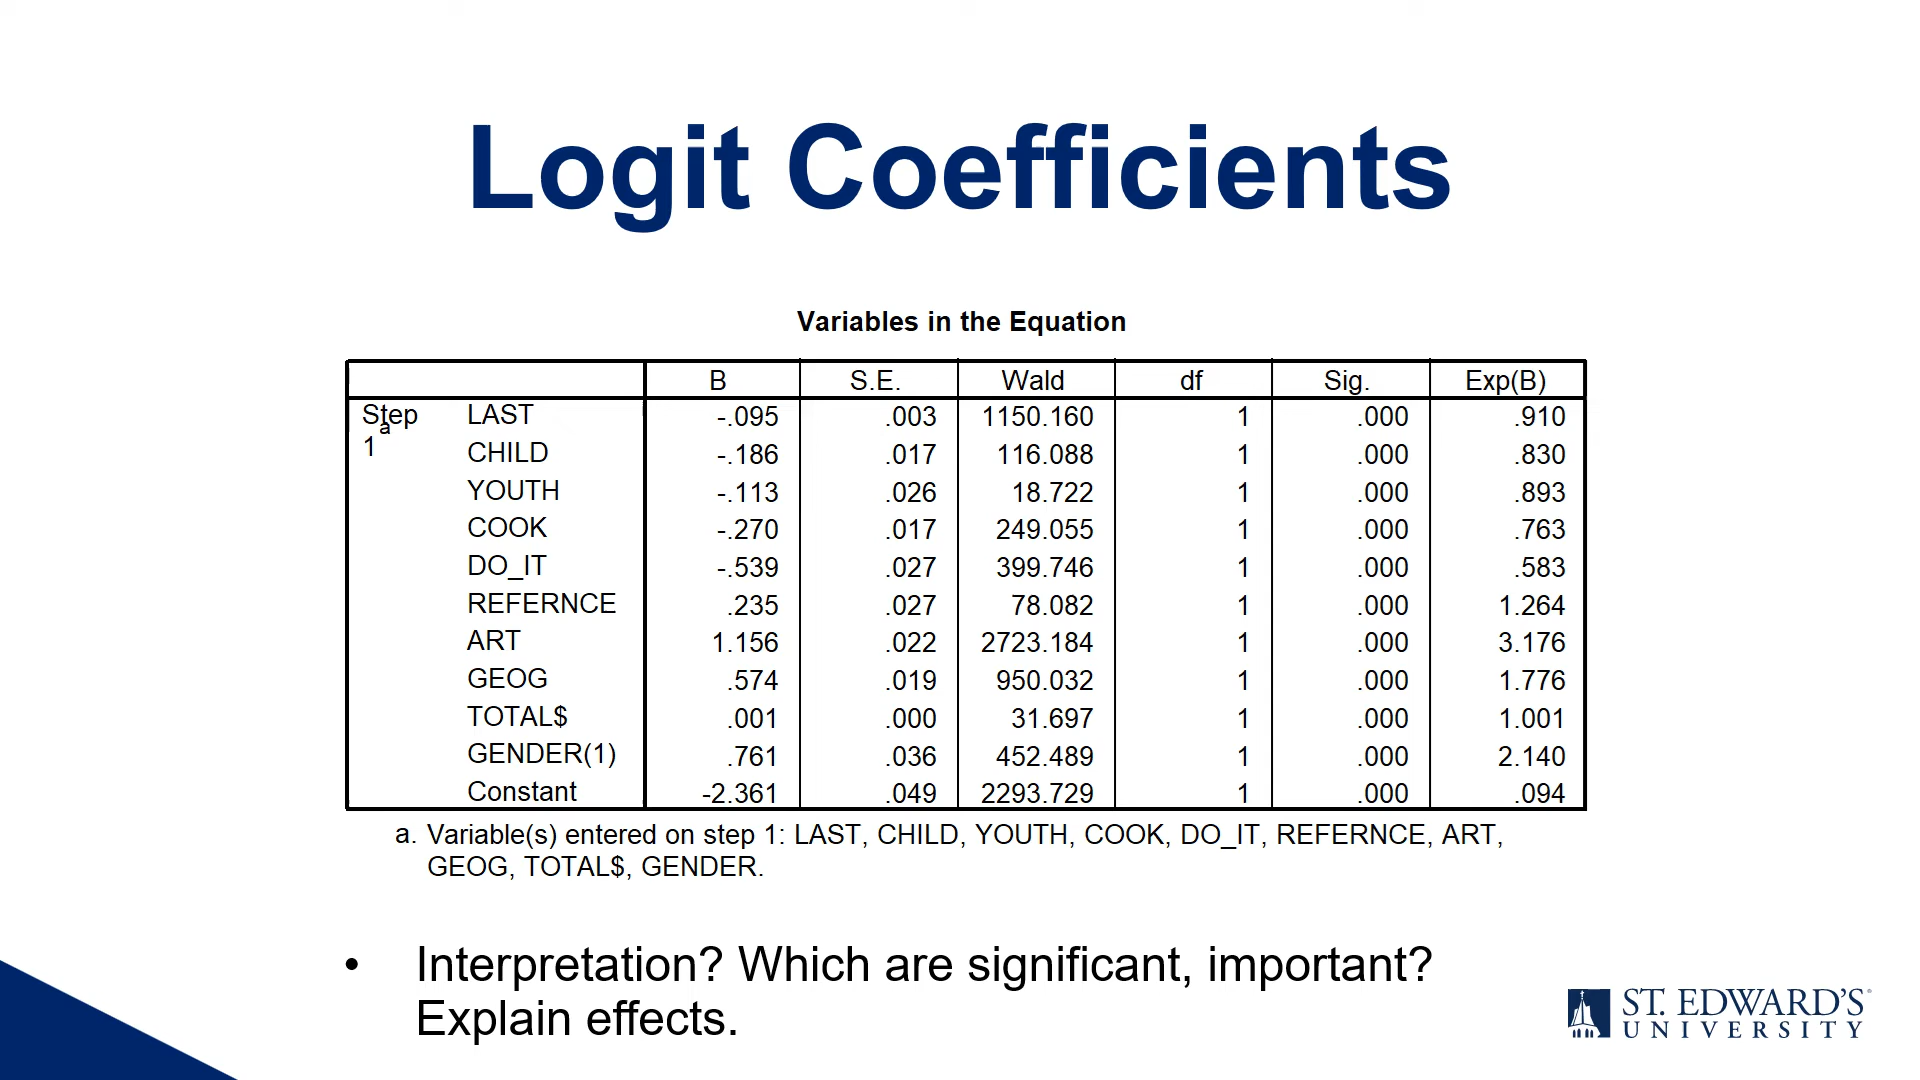 Logit Coefficients
Variables in the Equation
B S.E. Wald df Sig. Exp(B)
Step 1a LAST -.095 .003 1150.160 1 .000 .910
CHILD -.186 .017 116.088 1 .000 .830
YOUTH -.113 .026 18.722 1 .000 .893
COOK -.270 .017 249.055 1 .000 .763
DO_IT -.539 .027 399.746 1 .000 .583
REFERNCE .235 .027 78.082 1 .000 1.264
ART 1.156 .022 2723.184 1 .000 3.176
GEOG .574 .019 950.032 1 .000 1.776
TOTAL$ .001 .000 31.697 1 .000 1.001
GENDER(1) .761 .036 452.489 1 .000 2.140
Constant -2.361 .049 2293.729 1 .000 .094
a. Variable(s) entered on step 1: LAST, CHILD, YOUTH, COOK, DO_IT, REFERNCE, ART,
GEOG, TOTAL$, GENDER.
• Interpretation? Which are significant, important?
Explain effects.
ST. EDWARD'S®
UNIVERSITY